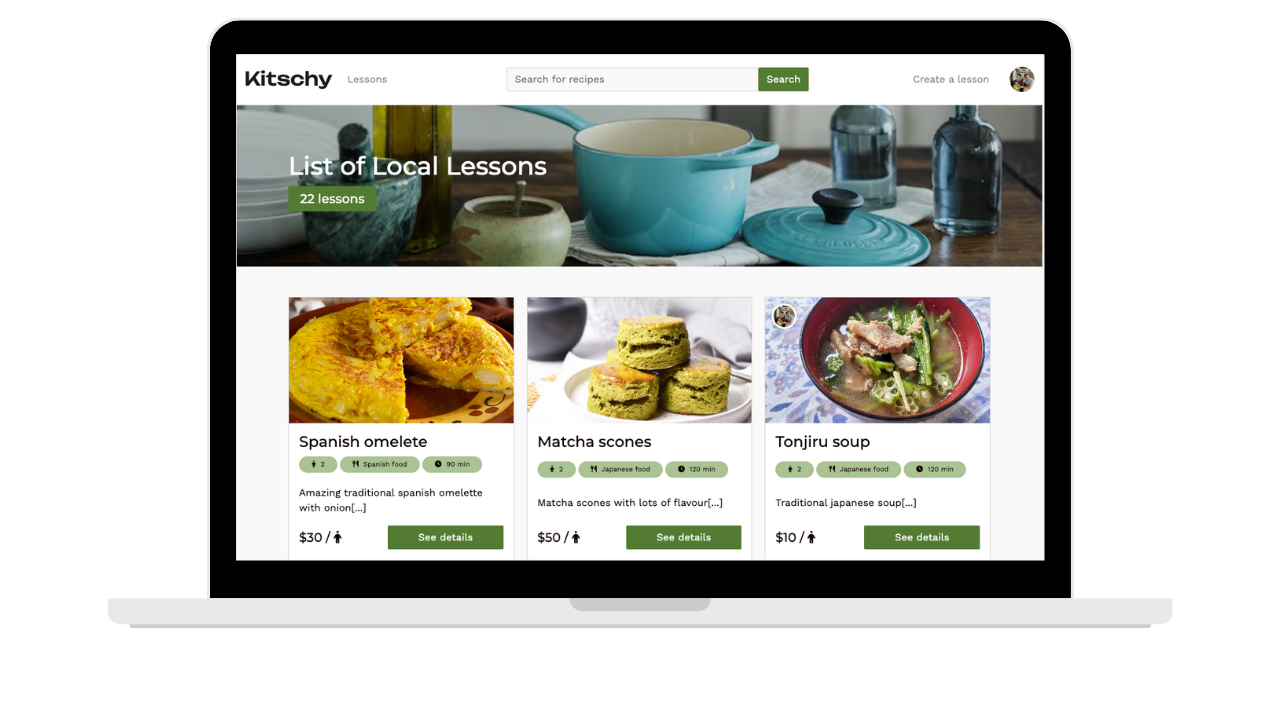 Kitschy
Lessons
Search for recipes
Search
Create a lesson
List of Local Lessons
22 lessons
LE CREUSET
Spanish omelete
2
Spanish food
90 min
Amazing traditional spanish omelette
with onion[...]
$30 /
See details
Matcha scones
2
Japanese food
120 min
Matcha scones with lots of flavour[...]
$50 /
See details
Tonjiru soup
2
Japanese food
120 min
Traditional japanese soup[...]
$10 /
See details